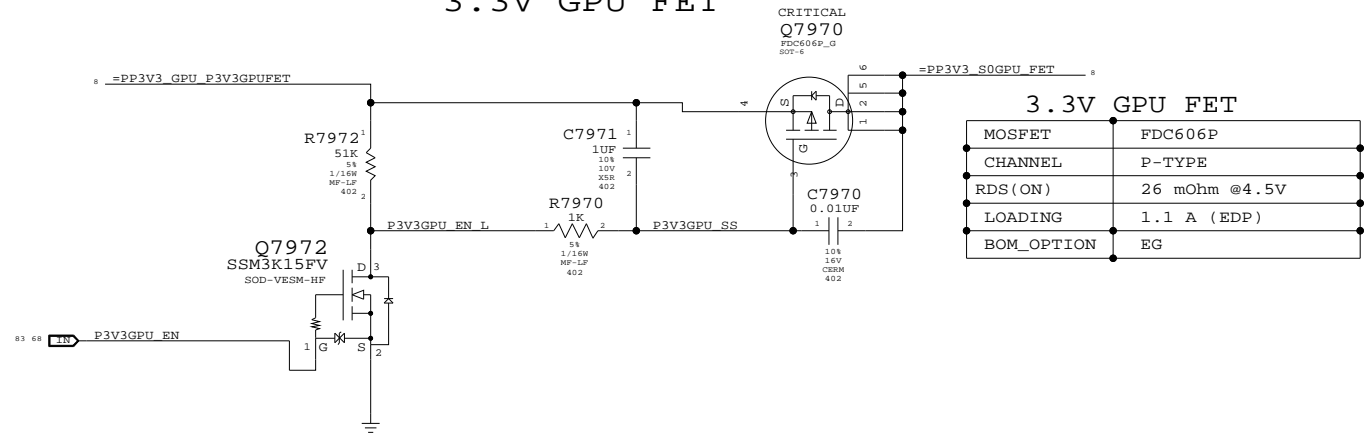 3.3V GPU FET
CRITICAL
Q7970
FDC606P_G
SOT-6
8 =PP3V3_GPU_P3V3GPUFET
=PP3V3_S0GPU_FET 8
4 S D 6 5 2 1
G 3
R7972
51K
5%
1/16W
MF-LF
402
1
2
C7971
1UF
10%
10V
X5R
402
1
2
R7970
1K
5%
1/16W
MF-LF
402
1 2
C7970
0.01UF
10%
16V
CERM
402
1 2
P3V3GPU_EN_L
P3V3GPU_SS
Q7972
SSM3K15FV
SOD-VESM-HF
D 3
1 G S 2
83 68 IN P3V3GPU_EN
3.3V GPU FET
MOSFET FDC606P
CHANNEL P-TYPE
RDS(ON) 26 mOhm @4.5V
LOADING 1.1 A (EDP)
BOM_OPTION EG